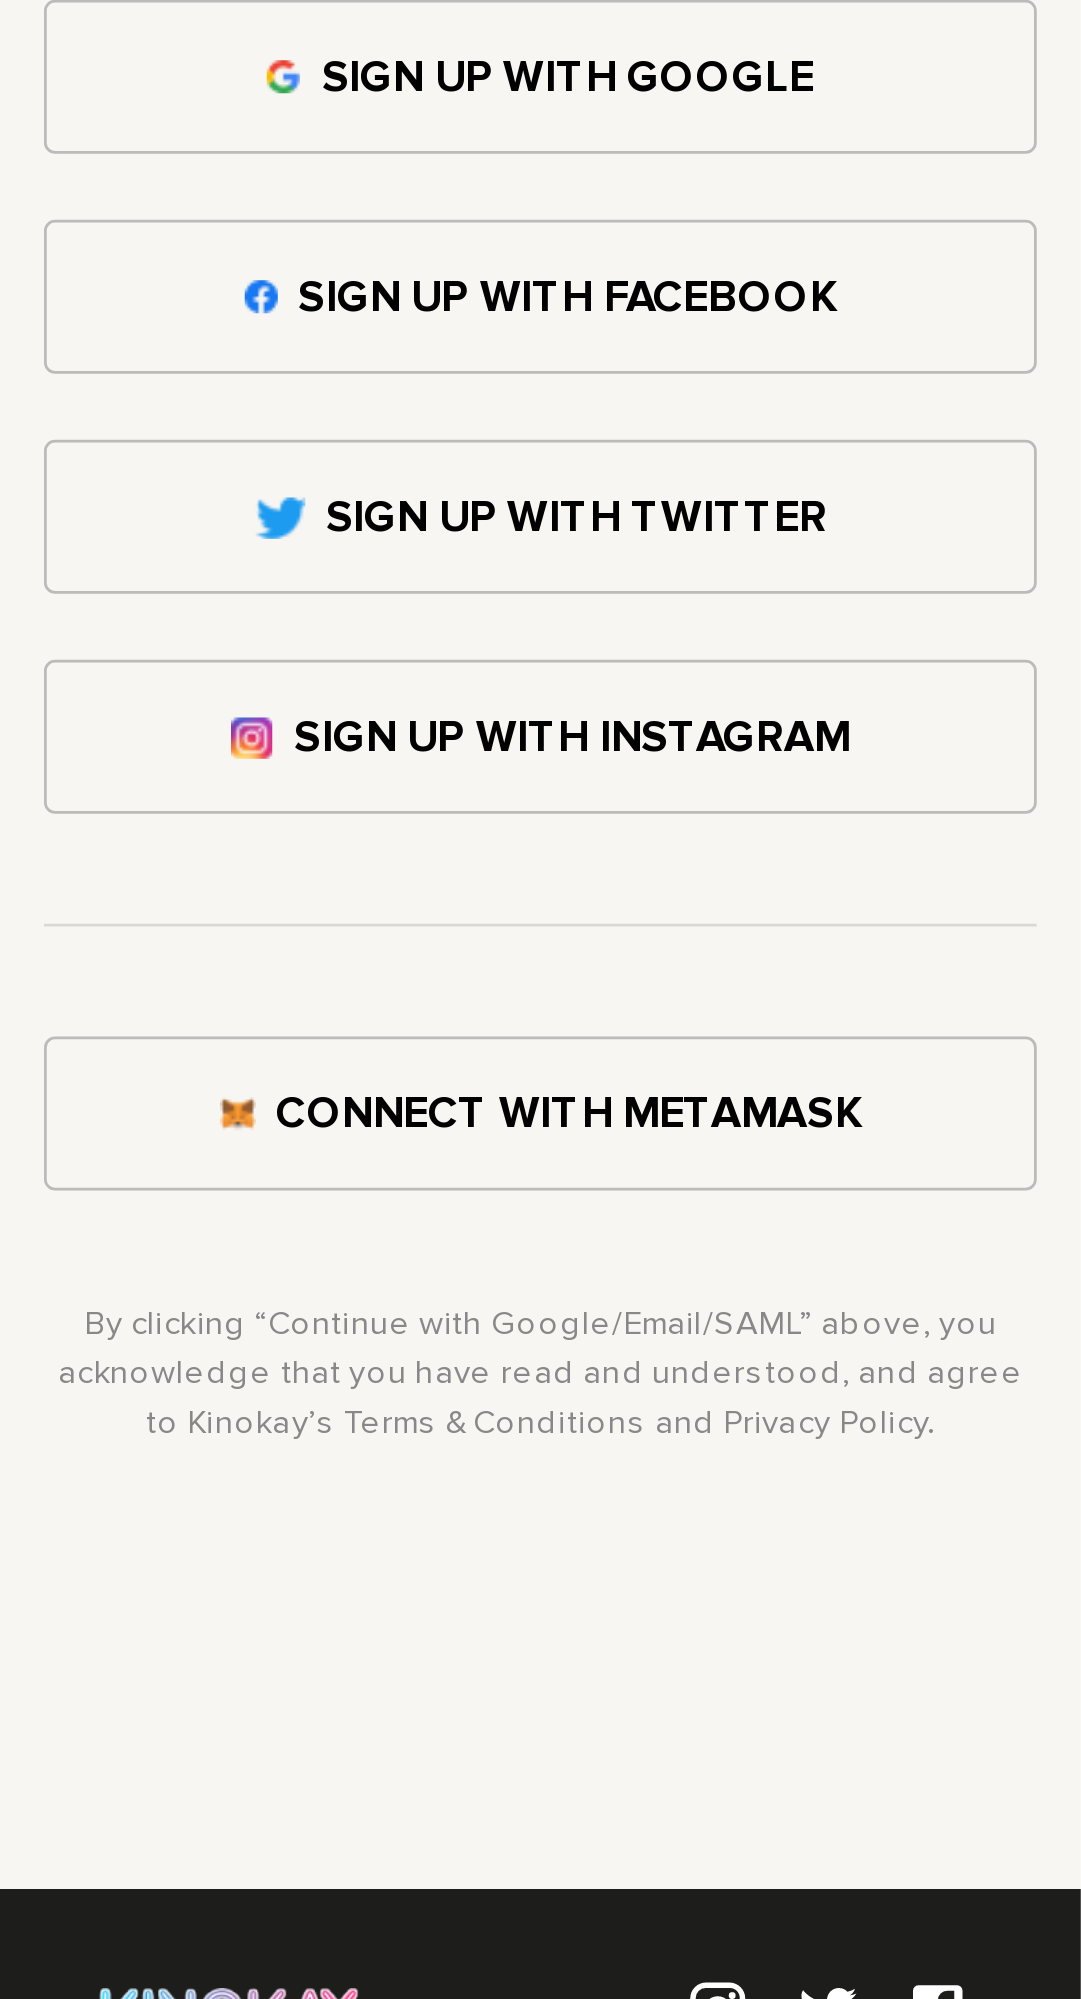 SIGN UP WITH GOOGLE
SIGN UP WITH FACEBOOK
SIGN UP WITH TWITTER
SIGN UP WITH INSTAGRAM
CONNECT WITH METAMASK
By clicking “Continue with Google/Email/SAML” above, you
acknowledge that you have read and understood, and agree
to Kinokay’s Terms & Conditions and Privacy Policy.
KINOKAY